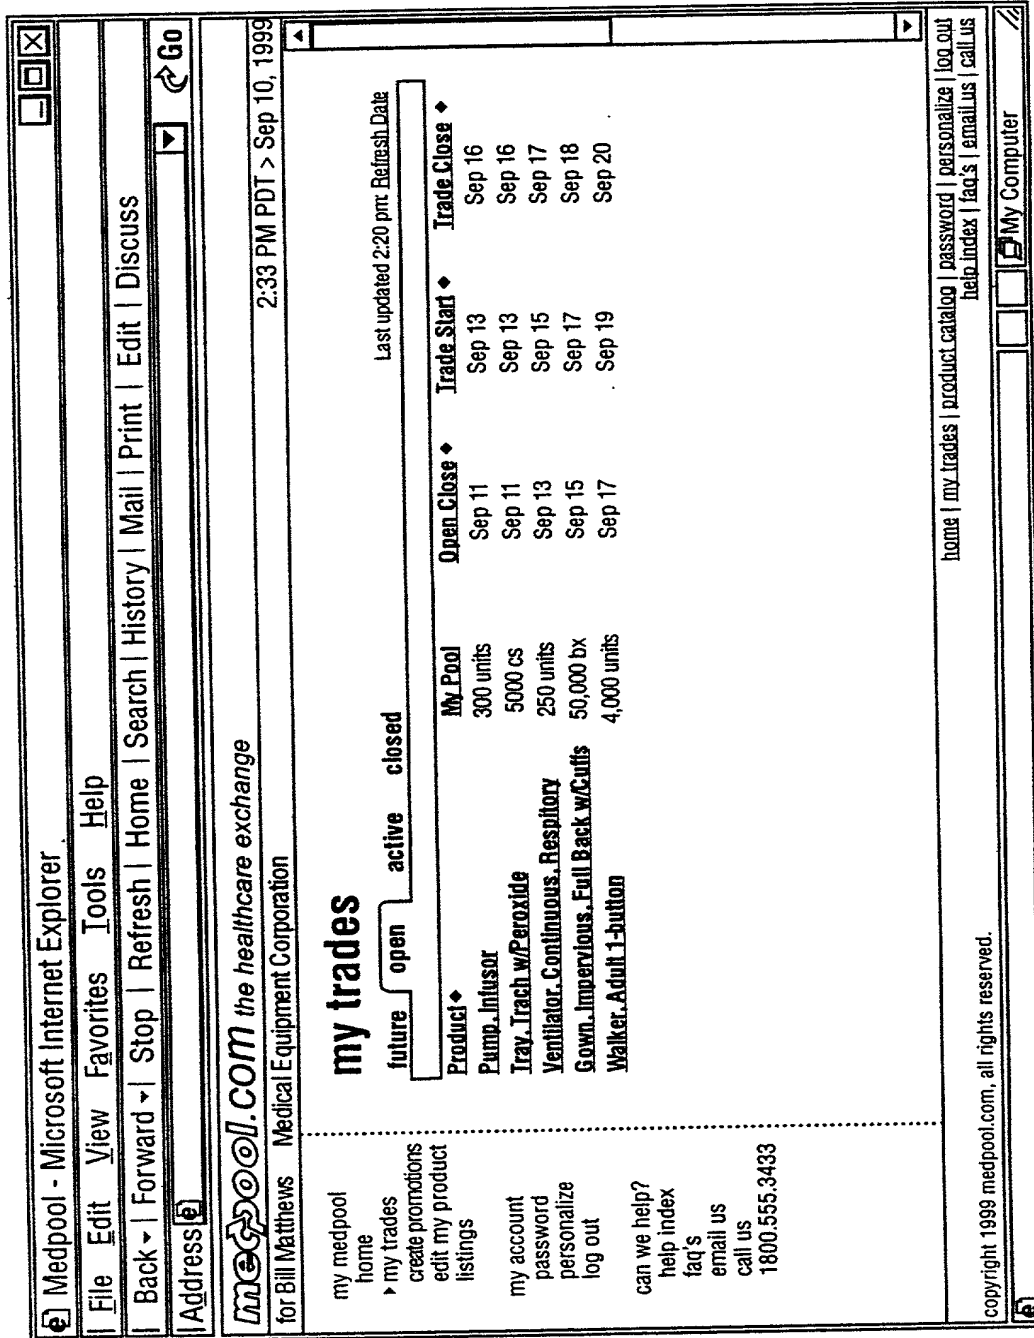 Medpool - Microsoft Internet Explorer
File Edit View Favorites Tools Help
Back | Forward | Stop | Refresh | Home | Search | History | Mail | Print | Edit | Discuss
Address Go
medpool.com the healthcare exchange 2:33 PM PDT > Sep 10, 1999
for Bill Matthews Medical Equipment Corporation
my medpool
home
my trades
create promotions
edit my product
listings
my account
password
personalize
log out
can we help?
help index
faq's
email us
call us
1800.555.3433
my trades
future open active closed Last updated 2:20 pm Refresh Date
Product My Pool Open Close Trade Start Trade Close
Pump, Infusor 300 units Sep 11 Sep 13 Sep 16
Tray, Trach w/Peroxide 5000 cs Sep 11 Sep 13 Sep 16
Ventilator, Continuous, Respitory 250 units Sep 13 Sep 15 Sep 17
Gown, Impervious, Full Back w/Cuffs 50,000 bx Sep 15 Sep 17 Sep 18
Walker, Adult 1-button 4,000 units Sep 17 Sep 19 Sep 20
home | my trades | product catalog | password | personalize | log out
help index | faq's | email us | call us
copyright 1999 medpool.com, all rights reserved.
My Computer